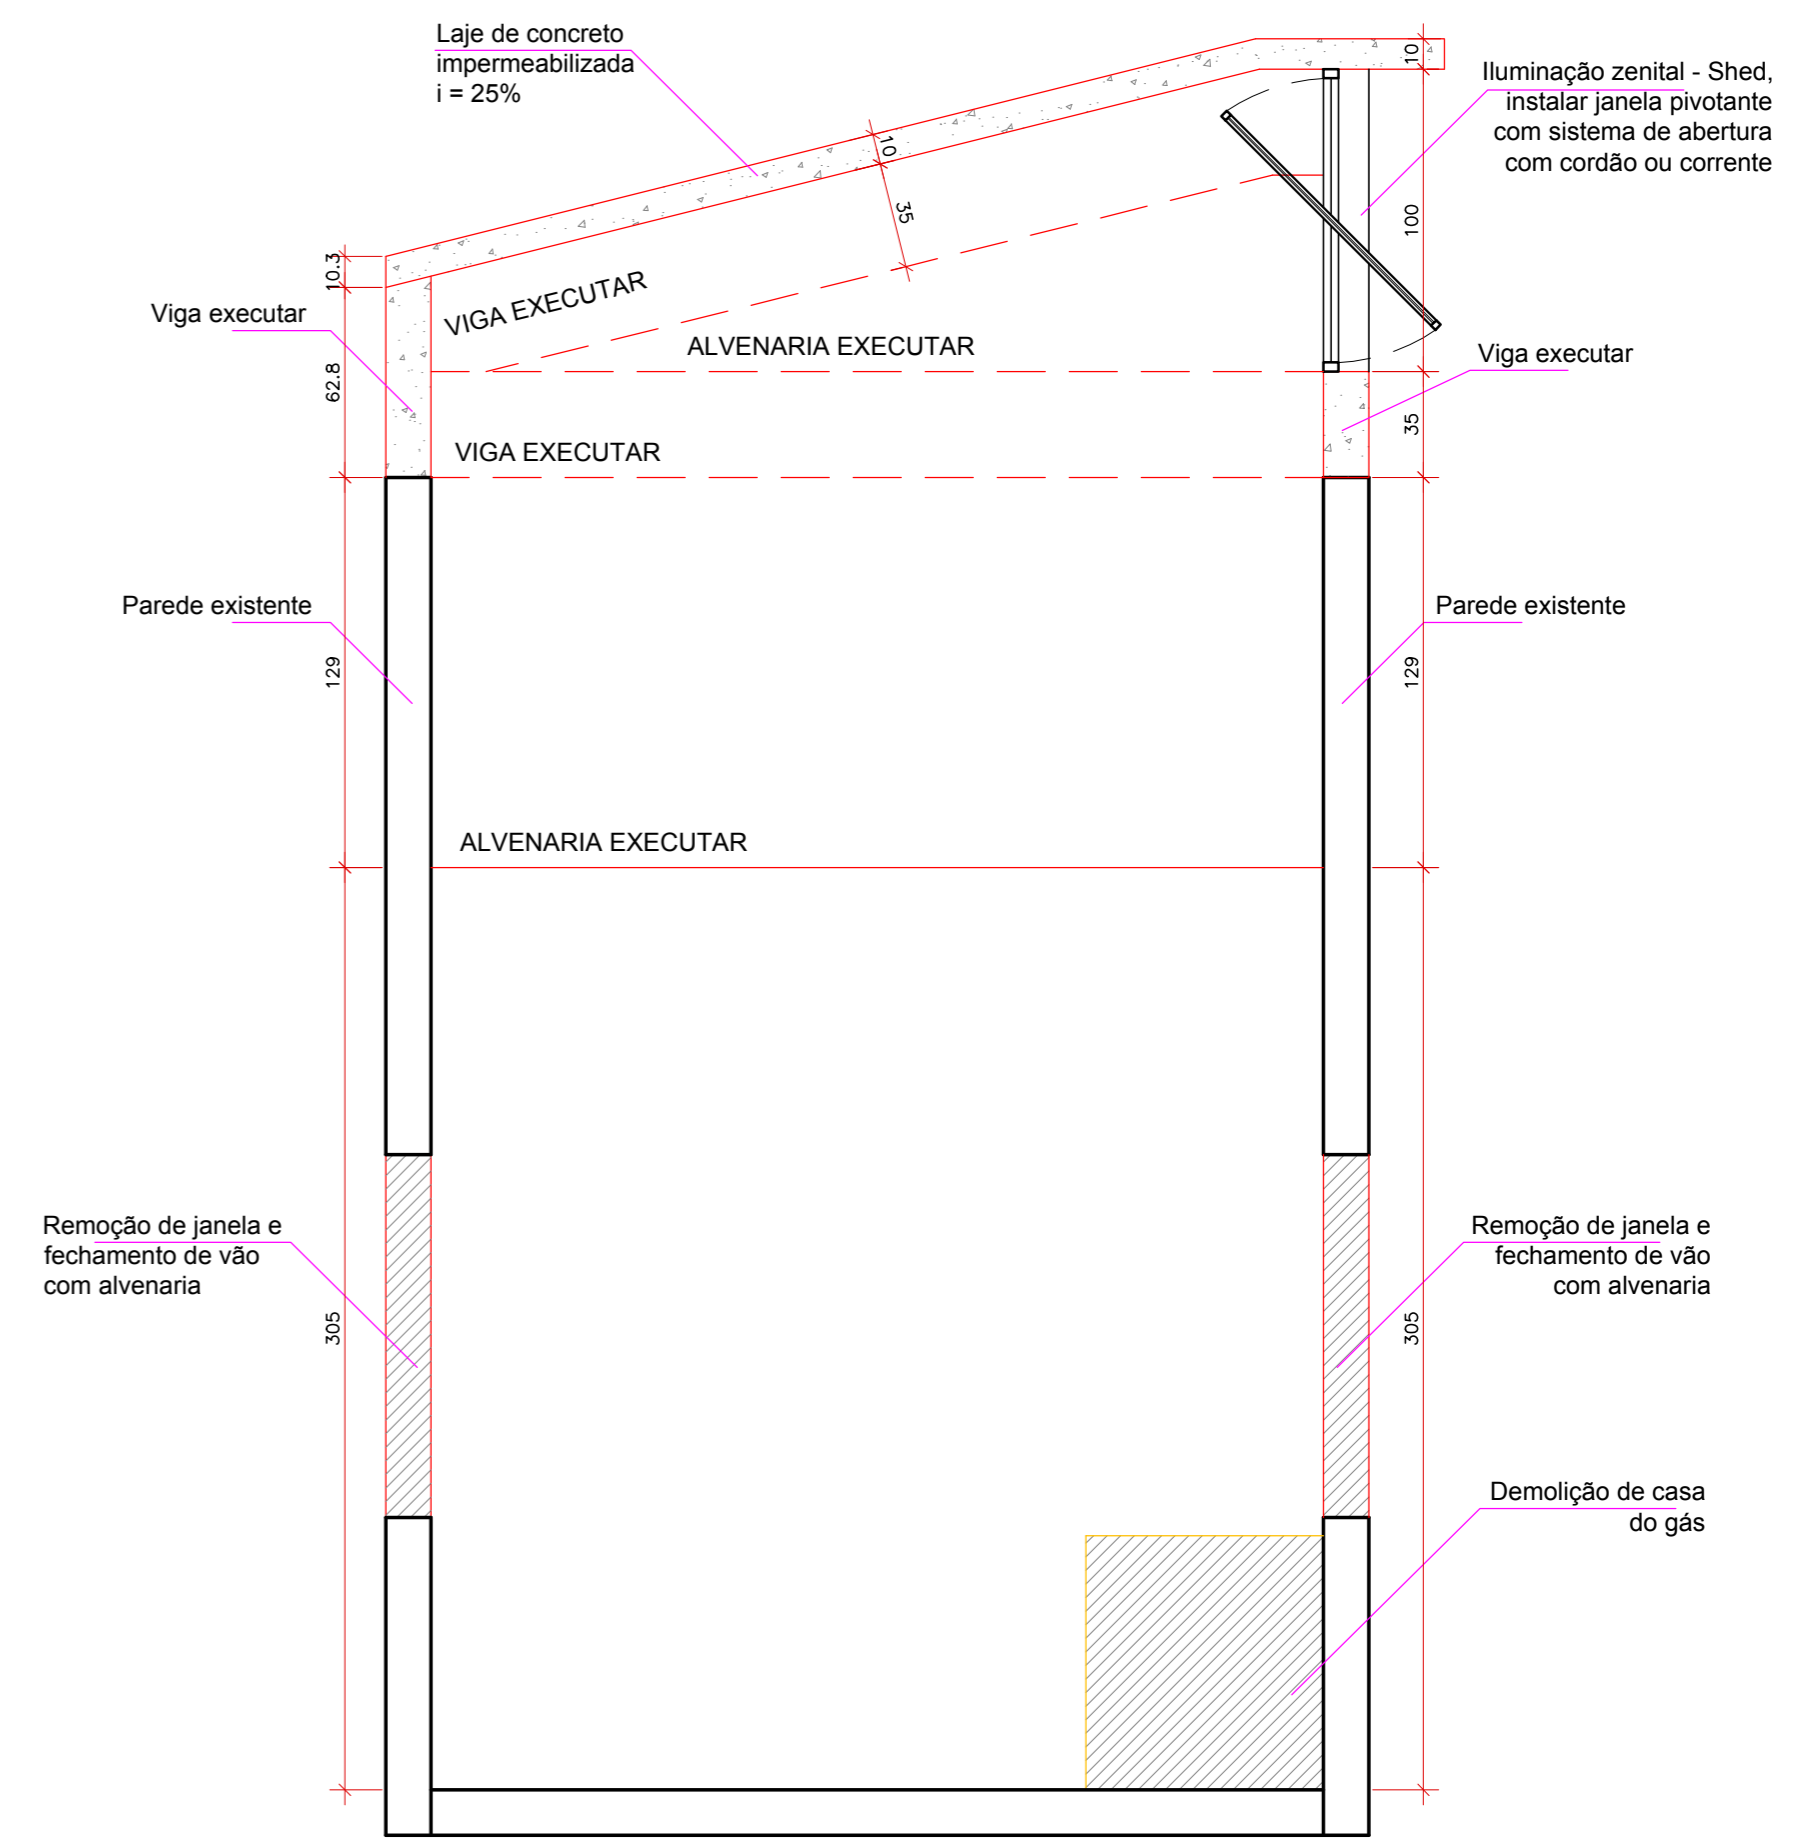 Laje de concreto
impermeabilizada
i = 25%
10
Iluminação zenital - Shed,
instalar janela pivotante
com sistema de abertura
com cordão ou corrente
10
35
100
10.3
VIGA EXECUTAR
Viga executar
ALVENARIA EXECUTAR
Viga executar
62.8
35
VIGA EXECUTAR
Parede existente
Parede existente
129
129
ALVENARIA EXECUTAR
Remoção de janela e
fechamento de vão
com alvenaria
Remoção de janela e
fechamento de vão
com alvenaria
305
305
Demolição de casa
do gás